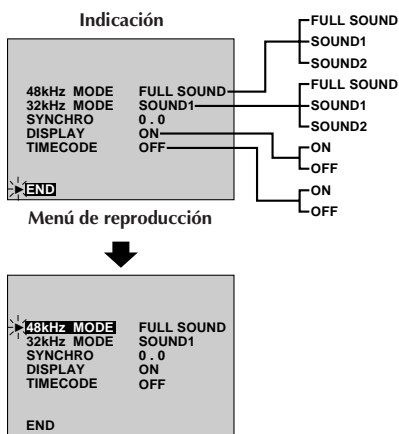 Indicación
48kHz MODE FULL SOUND
32kHz MODE SOUND1
SYNCHRO 0 . 0
DISPLAY ON
TIMECODE OFF
END
FULL SOUND
SOUND1
SOUND2
FULL SOUND
SOUND1
SOUND2
ON
OFF
ON
OFF
Menú de reproducción
48kHz MODE FULL SOUND
32kHz MODE SOUND1
SYNCHRO 0 . 0
DISPLAY ON
TIMECODE OFF
END